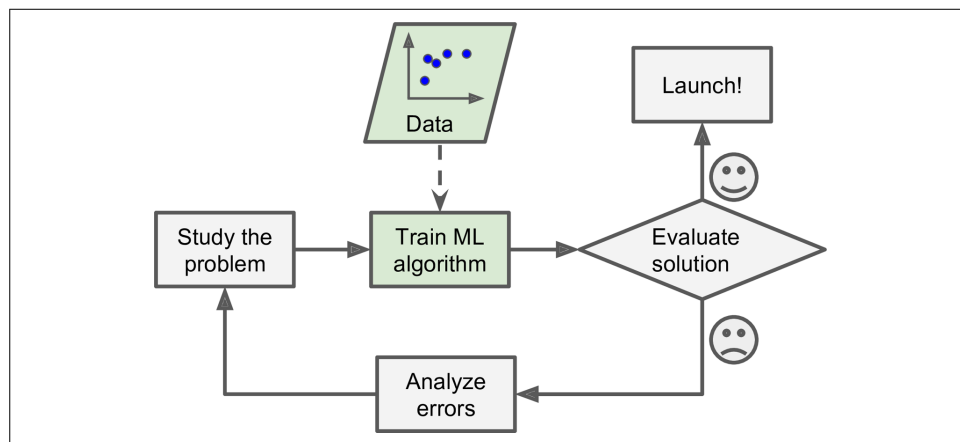 Data
Launch!
Study the
problem
Train ML
algorithm
Evaluate
solution
Analyze
errors